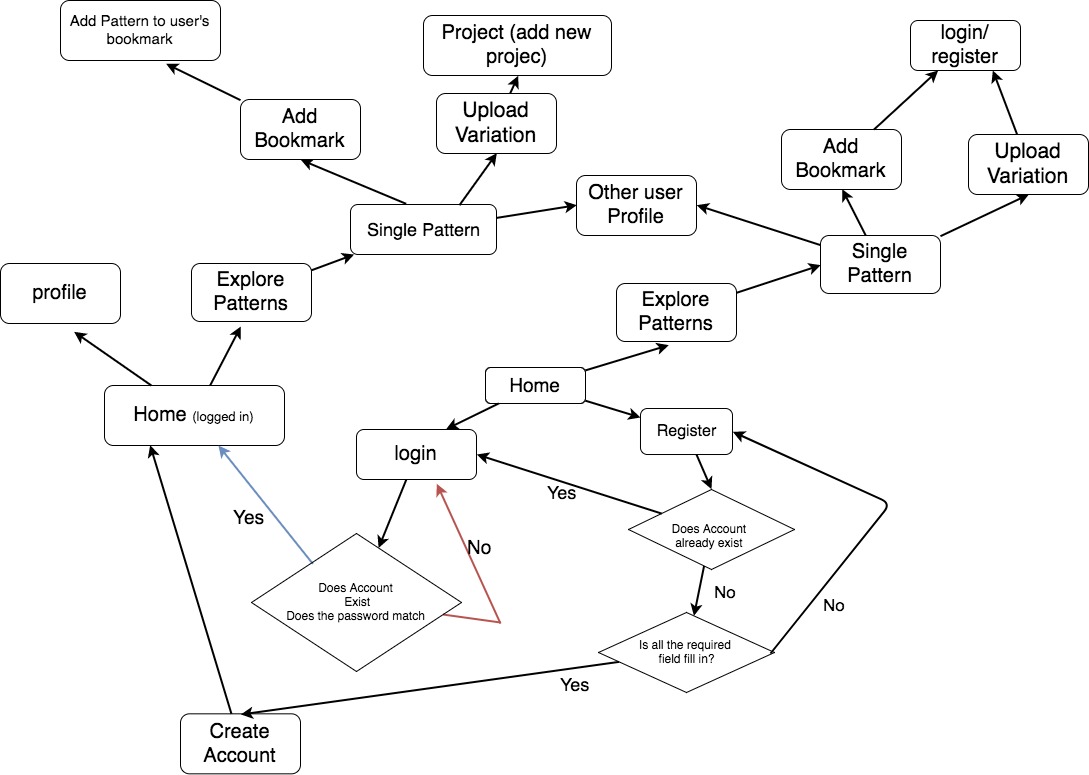 Add Pattern to user's
bookmark
Project (add new
projec)
login/
register
Add
Bookmark
Upload
Variation
Add
Bookmark
Upload
Variation
Other user
Profile
Single Pattern
Single
Pattern
profile
Explore
Patterns
Explore
Patterns
Home
Home (logged in)
Register
login
Yes
Yes
Does Account
already exist
No
Does Account
Exist
Does the password match
No
No
Is all the required
field fill in?
Yes
Create
Account